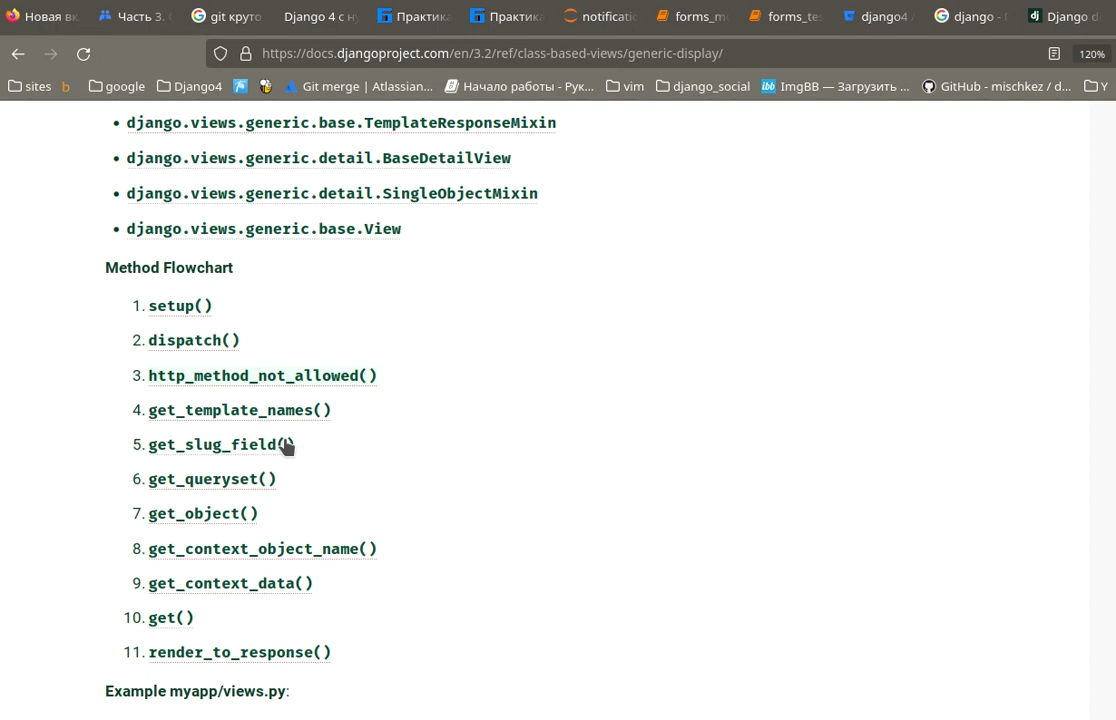 Новая вк
Часть 3.
git круто
Django 4 с н
Практика
Практик
notificati
forms_m
forms_te
django4
django -
Django d
https://docs.djangoproject.com/en/3.2/ref/class-based-views/generic-display/
120%
sites
google
Django4
Git merge | Atlassian...
Начало работы - Рук...
vim
django_social
ibb
ImgBB — Загрузить ...
GitHub - mischkez / d...
Y
• django.views.generic.base.TemplateResponseMixin
• django.views.generic.detail.BaseDetailView
• django.views.generic.detail.SingleObjectMixin
• django.views.generic.base.View
Method Flowchart
1. setup()
2. dispatch()
3. http_method_not_allowed()
4. get_template_names()
5. get_slug_field()
6. get_queryset()
7. get_object()
8. get_context_object_name()
9. get_context_data()
10. get()
11. render_to_response()
Example myapp/views.py: